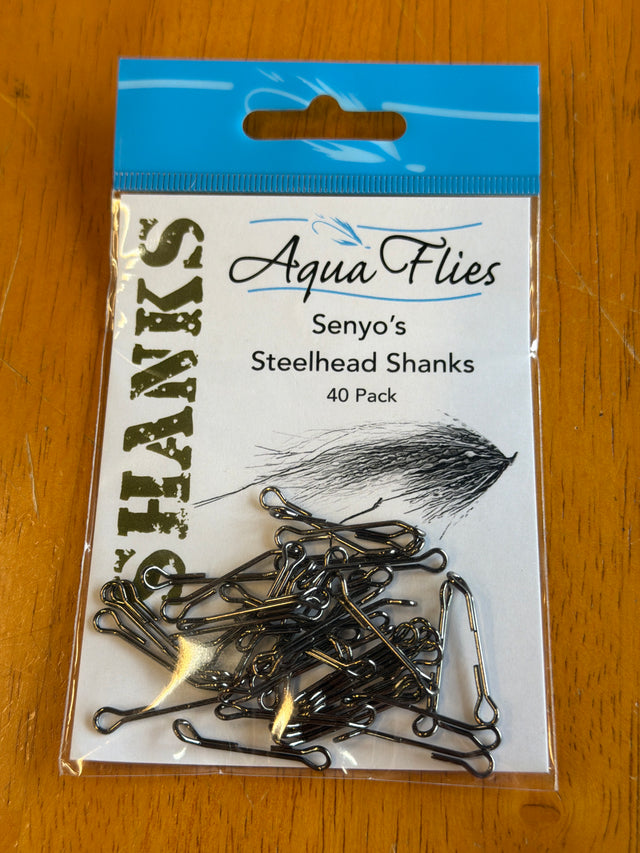 SHANKS
Aqua Flies
Senyo's
Steelhead Shanks
40 Pack